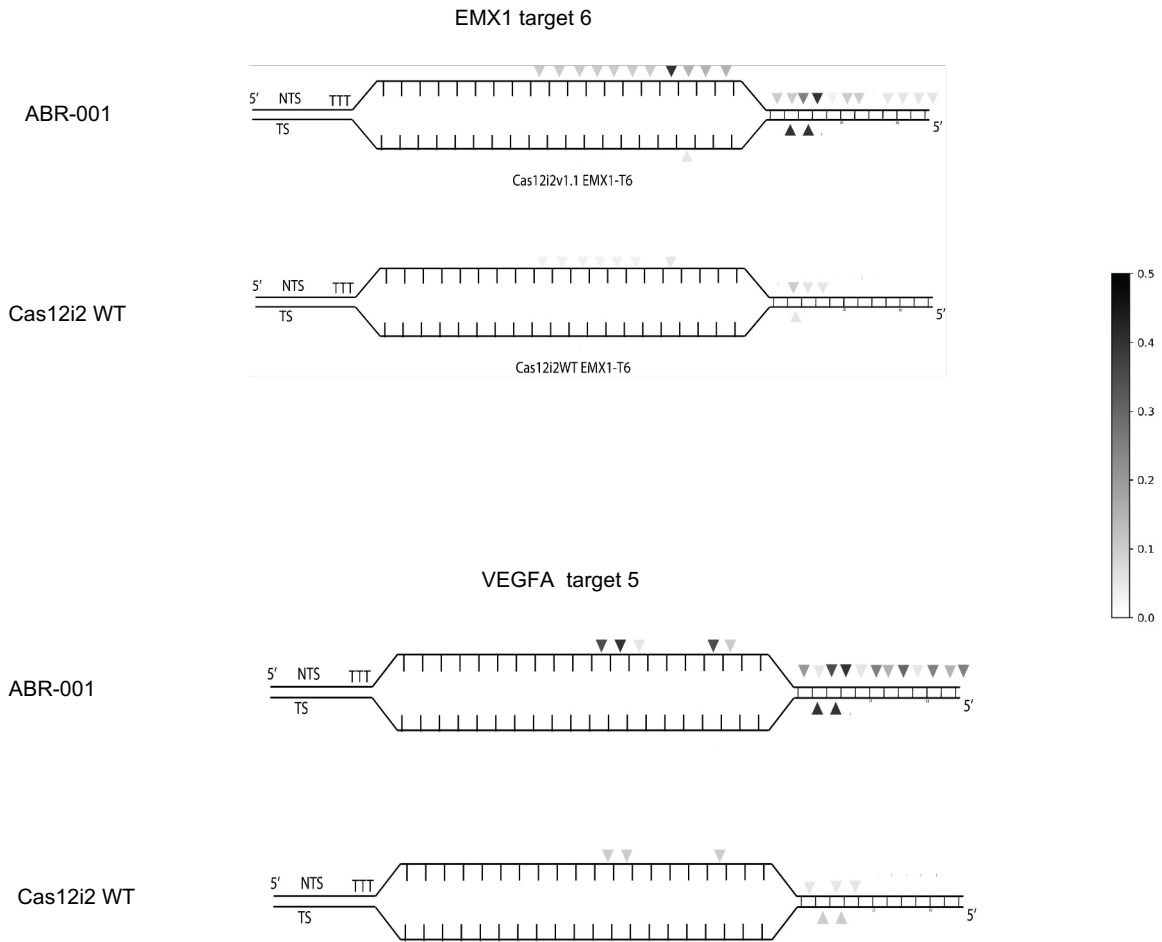 EMX1 target 6
ABR-001
5′ NTS TTT
TS
5′
Cas12i2v1.1 EMX1-T6
Cas12i2 WT
5′ NTS TTT
TS
5′
Cas12i2WT EMX1-T6
0.5
0.4
0.3
0.2
0.1
0.0
VEGFA target 5
ABR-001
5′ NTS TTT
TS
5′
Cas12i2 WT
5′ NTS TTT
TS
5′